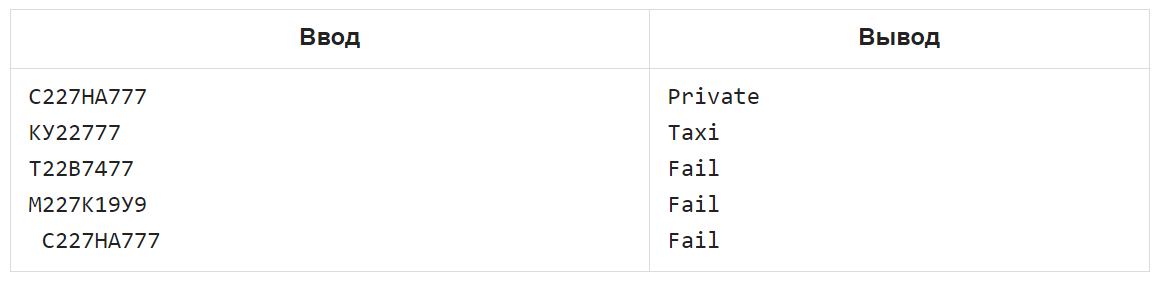 Ввод Вывод
С227НА777 Private
КУ22777 Taxi
Т22В7477 Fail
М227К19У9 Fail
 С227НА777 Fail